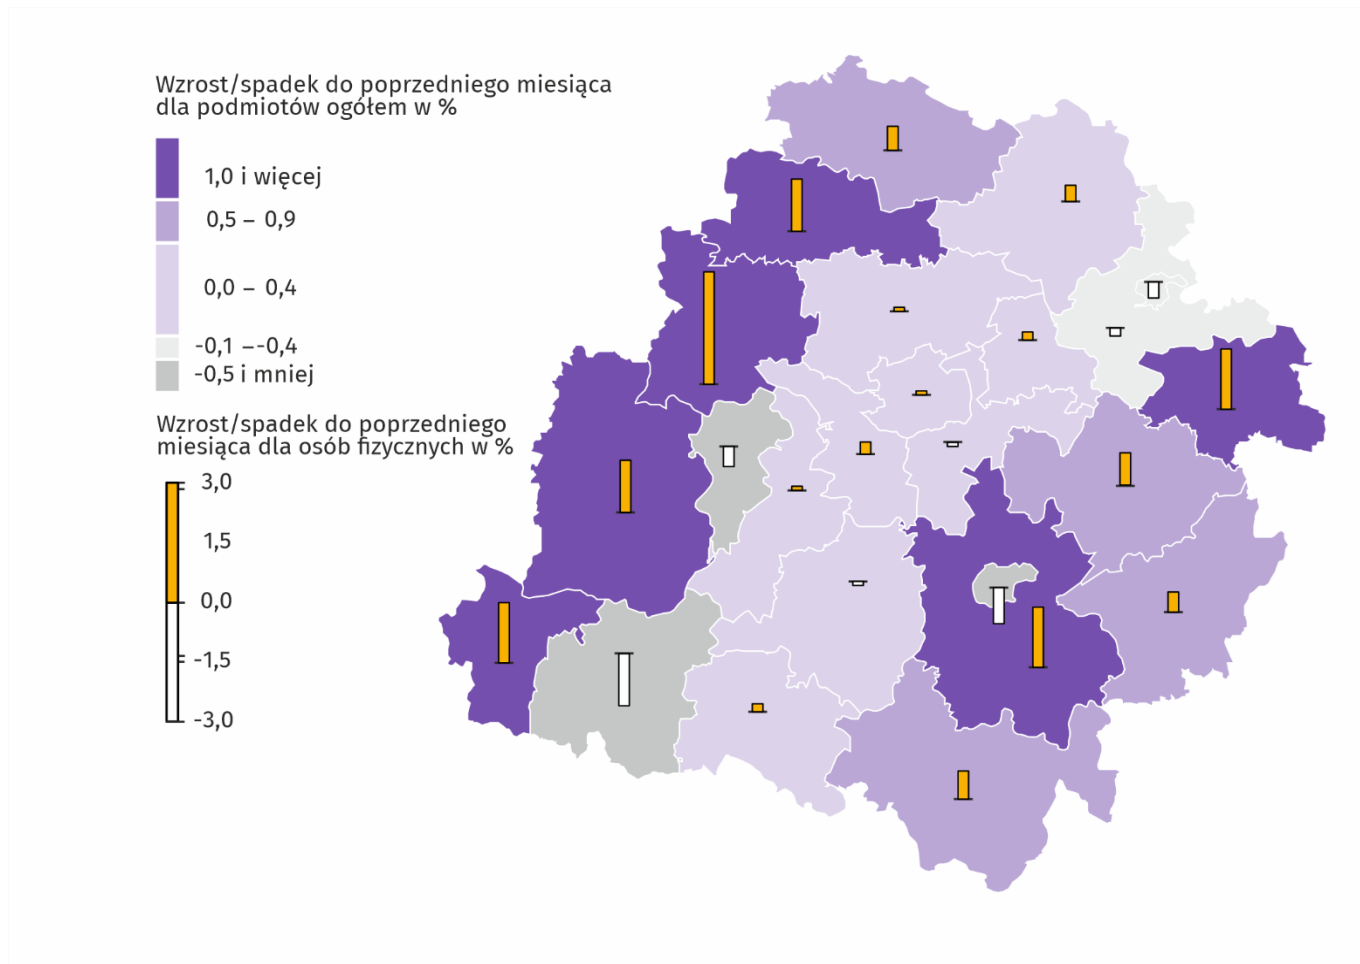 Wzrost/spadek do poprzedniego miesiąca
dla podmiotów ogółem w %
1,0 i więcej
0,5 – 0,9
0,0 – 0,4
-0,1 –-0,4
-0,5 i mniej
Wzrost/spadek do poprzedniego
miesiąca dla osób fizycznych w %
3,0
1,5
0,0
-1,5
-3,0